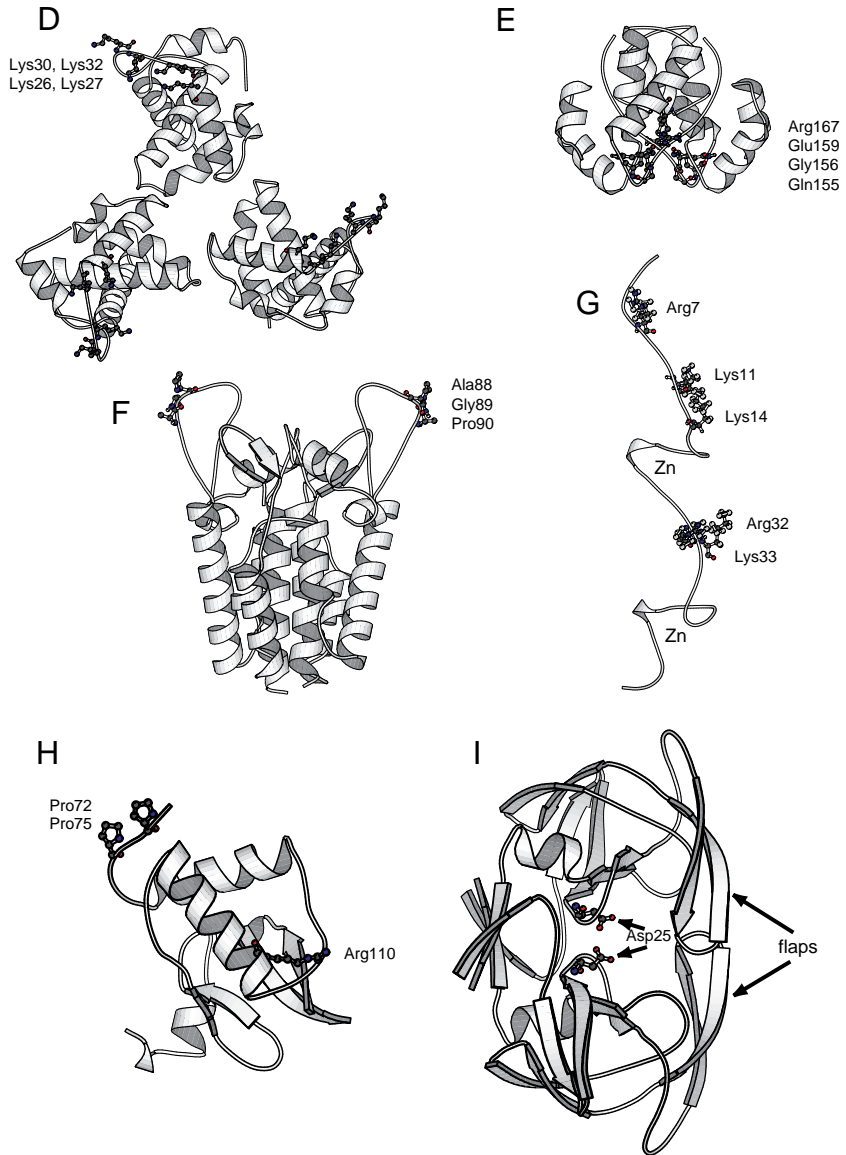 D
Lys30, Lys32
Lys26, Lys27
E
Arg167
Glu159
Gly156
Gln155
F
Ala88
Gly89
Pro90
G
Arg7
Lys11
Lys14
Zn
Arg32
Lys33
Zn
H
Pro72
Pro75
Arg110
I
Asp25
flaps